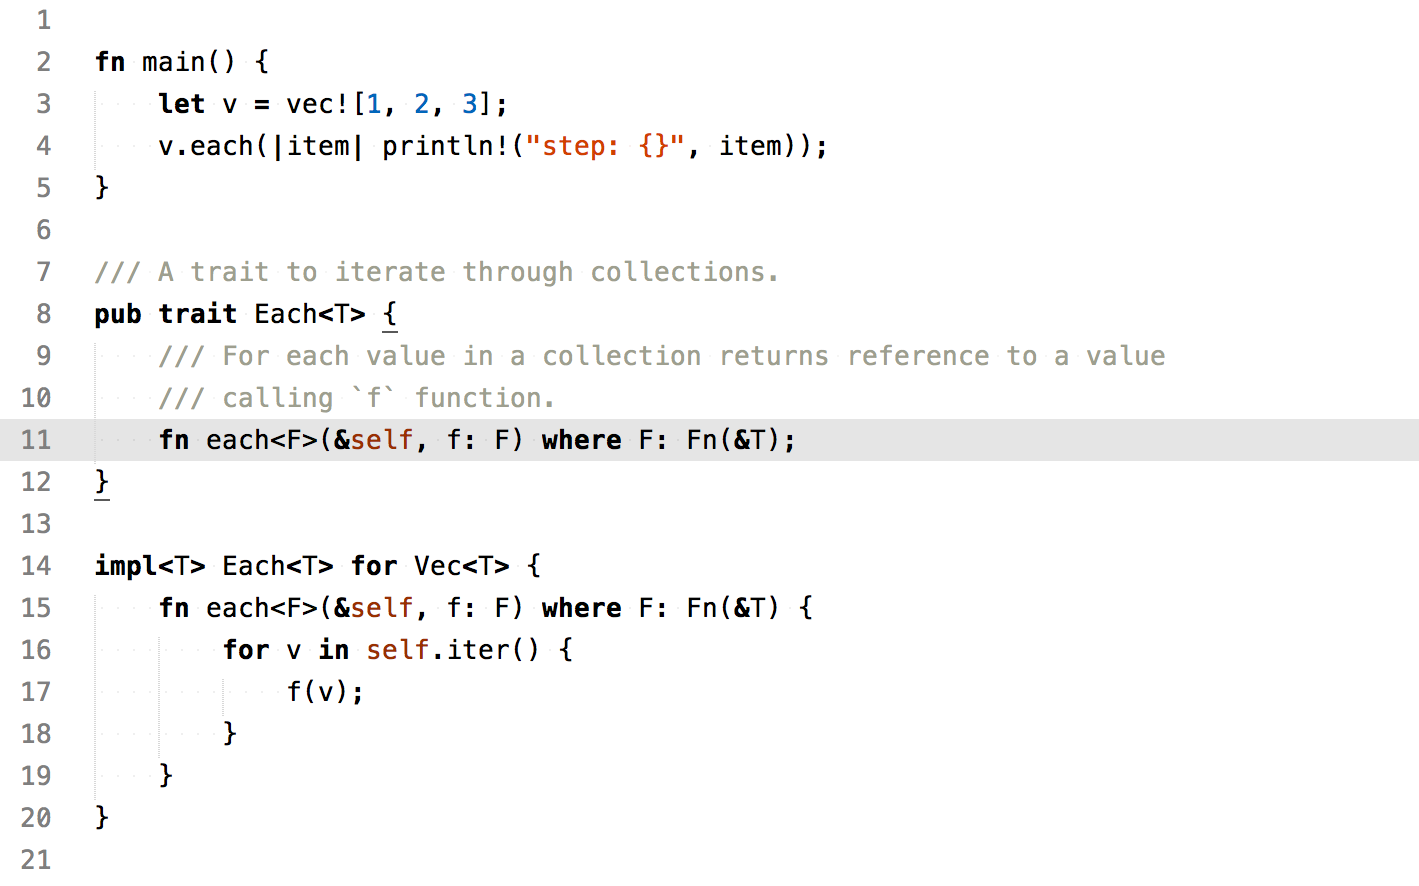 1
2 fn main() {
3     let v = vec![1, 2, 3];
4     v.each(|item| println!("step: {}", item));
5 }
6
7 /// A trait to iterate through collections.
8 pub trait Each<T> {
9     /// For each value in a collection returns reference to a value
10     /// calling `f` function.
11     fn each<F>(&self, f: F) where F: Fn(&T);
12 }
13
14 impl<T> Each<T> for Vec<T> {
15     fn each<F>(&self, f: F) where F: Fn(&T) {
16         for v in self.iter() {
17             f(v);
18         }
19     }
20 }
21